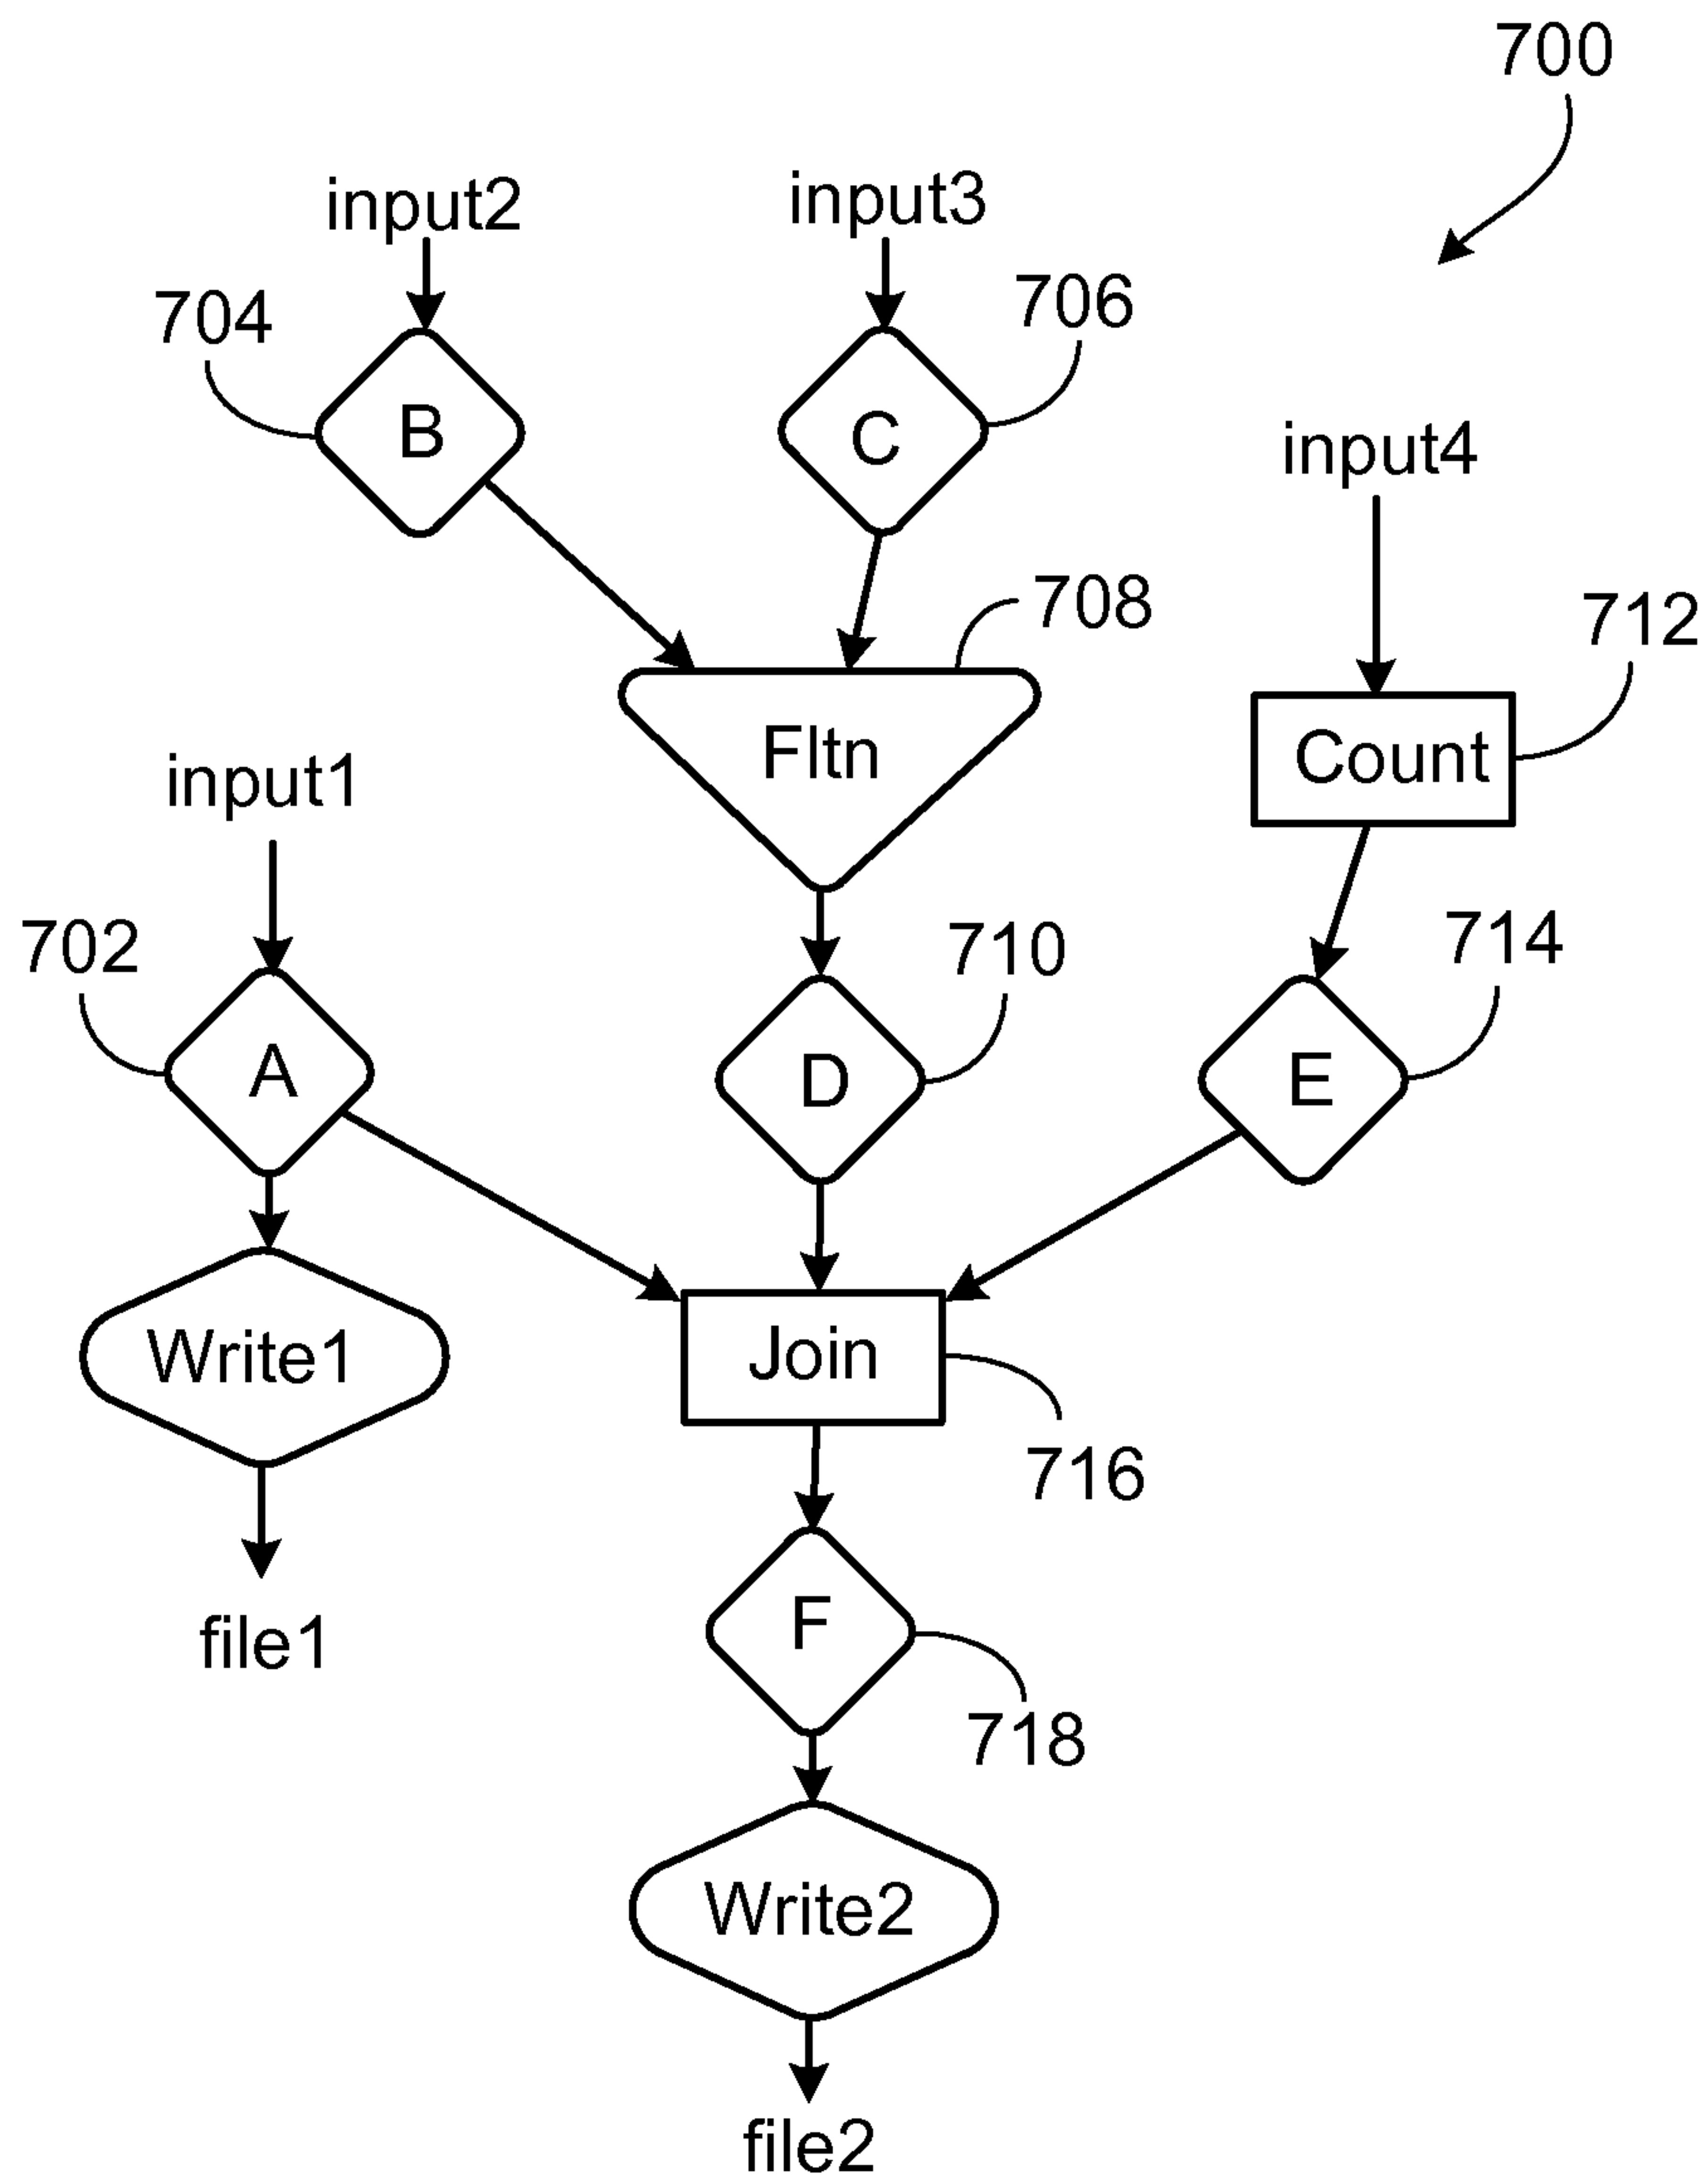 700
input2
input3
704
706
B
C
input4
708
712
Fltn
Count
input1
702
710
714
A
D
E
Write1
Join
716
file1
F
718
Write2
file2